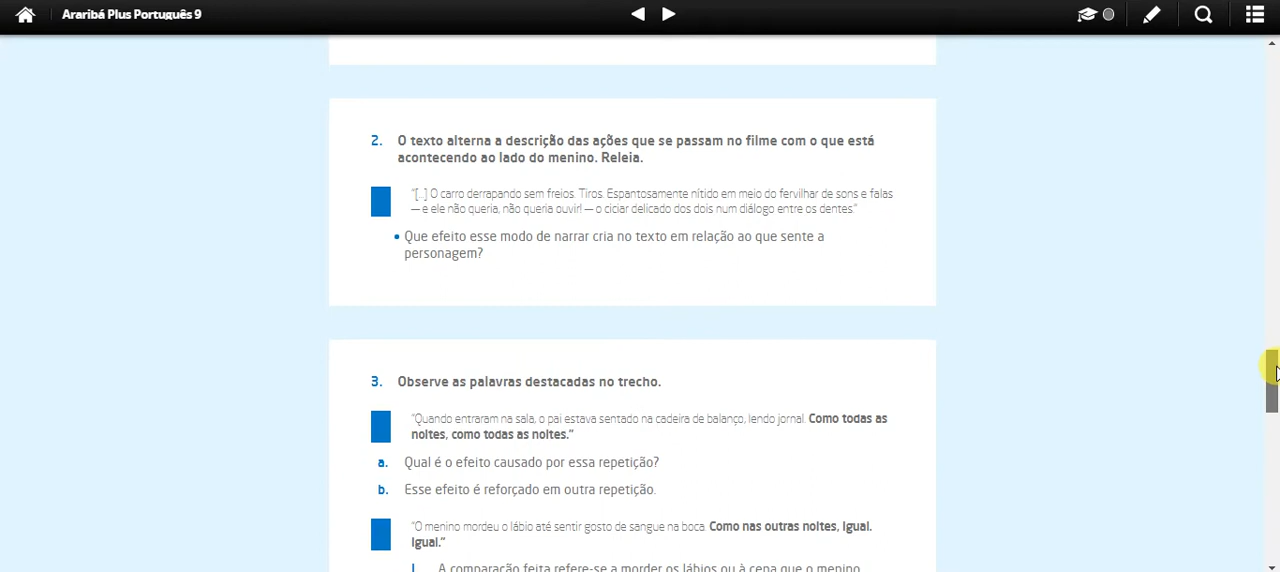 Araribá Plus Português 9
2. O texto alterna a descrição das ações que se passam no filme com o que está
acontecendo ao lado do menino. Releia.
"[...] O carro derrapando sem freios. Tiros. Espantosamente nítido em meio do fervilhar de sons e falas
— e ele não queria, não queria ouvir! — o ciciar delicado dos dois num diálogo entre os dentes."
• Que efeito esse modo de narrar cria no texto em relação ao que sente a
personagem?
3. Observe as palavras destacadas no trecho.
"Quando entraram na sala, o pai estava sentado na cadeira de balanço, lendo jornal. Como todas as
noites, como todas as noites."
a. Qual é o efeito causado por essa repetição?
b. Esse efeito é reforçado em outra repetição.
"O menino mordeu o lábio até sentir gosto de sangue na boca. Como nas outras noites, igual.
Igual."
I. A comparação feita refere-se a morder os lábios ou à cena que o menino